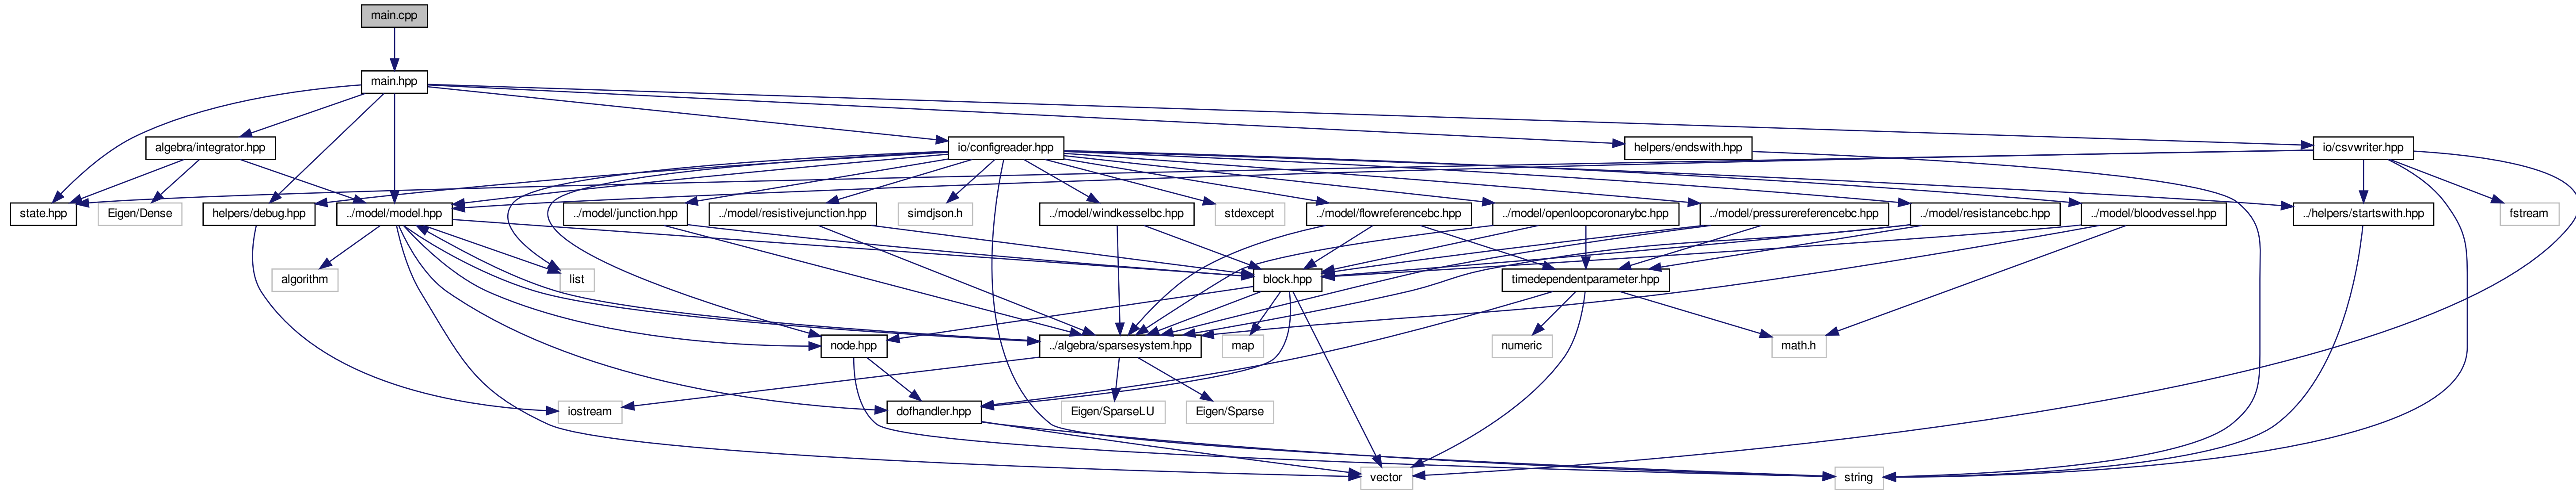 main.cpp
main.hpp
algebra/integrator.hpp
io/configreader.hpp
helpers/endswith.hpp
io/csvwriter.hpp
state.hpp
Eigen/Dense
helpers/debug.hpp
../model/model.hpp
../model/junction.hpp
../model/resistivejunction.hpp
simdjson.h
../model/windkesselbc.hpp
stdexcept
../model/flowreferencebc.hpp
../model/openloopcoronarybc.hpp
../model/pressurereferencebc.hpp
../model/resistancebc.hpp
../model/bloodvessel.hpp
../helpers/startswith.hpp
fstream
algorithm
list
block.hpp
timedependentparameter.hpp
node.hpp
../algebra/sparsesystem.hpp
map
numeric
math.h
iostream
dofhandler.hpp
Eigen/SparseLU
Eigen/Sparse
vector
string